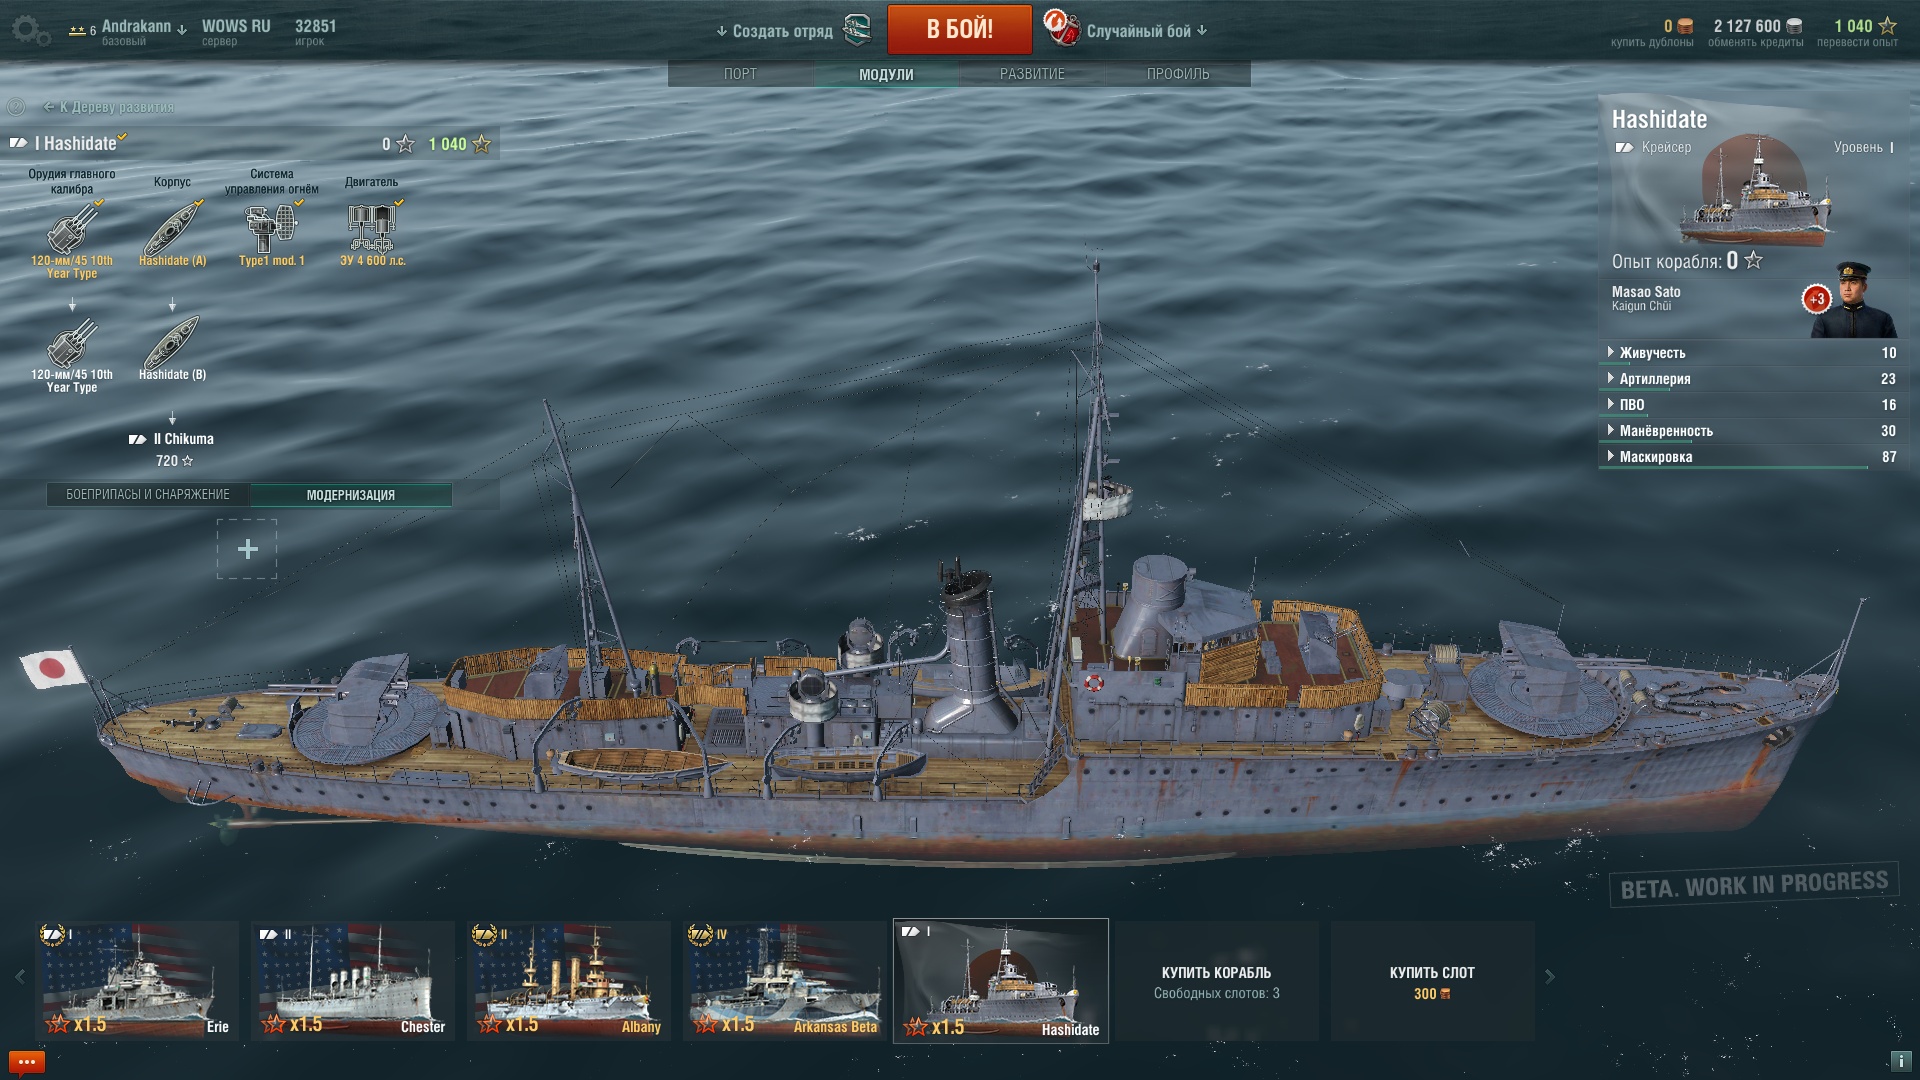 6 Andrakann
базовый
WOWS RU
сервер
32851
игрок
Создать отряд
В БОЙ!
Случайный бой
0
купить дублоны
2 127 600
обменять кредиты
1 040
перевести опыт
ПОРТ
МОДУЛИ
РАЗВИТИЕ
ПРОФИЛЬ
К Дереву развития
I Hashidate
0
1 040
Орудия главного
калибра
Корпус
Система
управления огнём
Двигатель
120-мм/45 10th
Year Type
Hashidate (A)
Type1 mod. 1
ЭУ 4 600 л.с.
120-мм/45 10th
Year Type
Hashidate (B)
II Chikuma
720
БОЕПРИПАСЫ И СНАРЯЖЕНИЕ
МОДЕРНИЗАЦИЯ
Hashidate
Крейсер
Уровень I
Опыт корабля: 0
Masao Sato
Kaigun Chūi
+3
Живучесть 10
Артиллерия 23
ПВО 16
Манёвренность 30
Маскировка 87
BETA. WORK IN PROGRESS
I
x1.5
Erie
II
x1.5
Chester
II
x1.5
Albany
IV
x1.5
Arkansas Beta
I
x1.5
Hashidate
КУПИТЬ КОРАБЛЬ
Свободных слотов: 3
КУПИТЬ СЛОТ
300